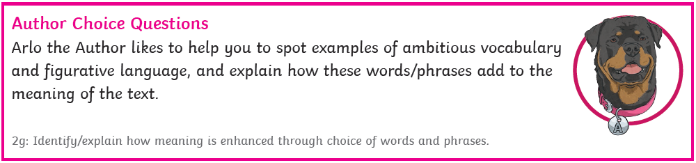 Author Choice Questions
Arlo the Author likes to help you to spot examples of ambitious vocabulary
and figurative language, and explain how these words/phrases add to the
meaning of the text.
A
2g: Identify/explain how meaning is enhanced through choice of words and phrases.